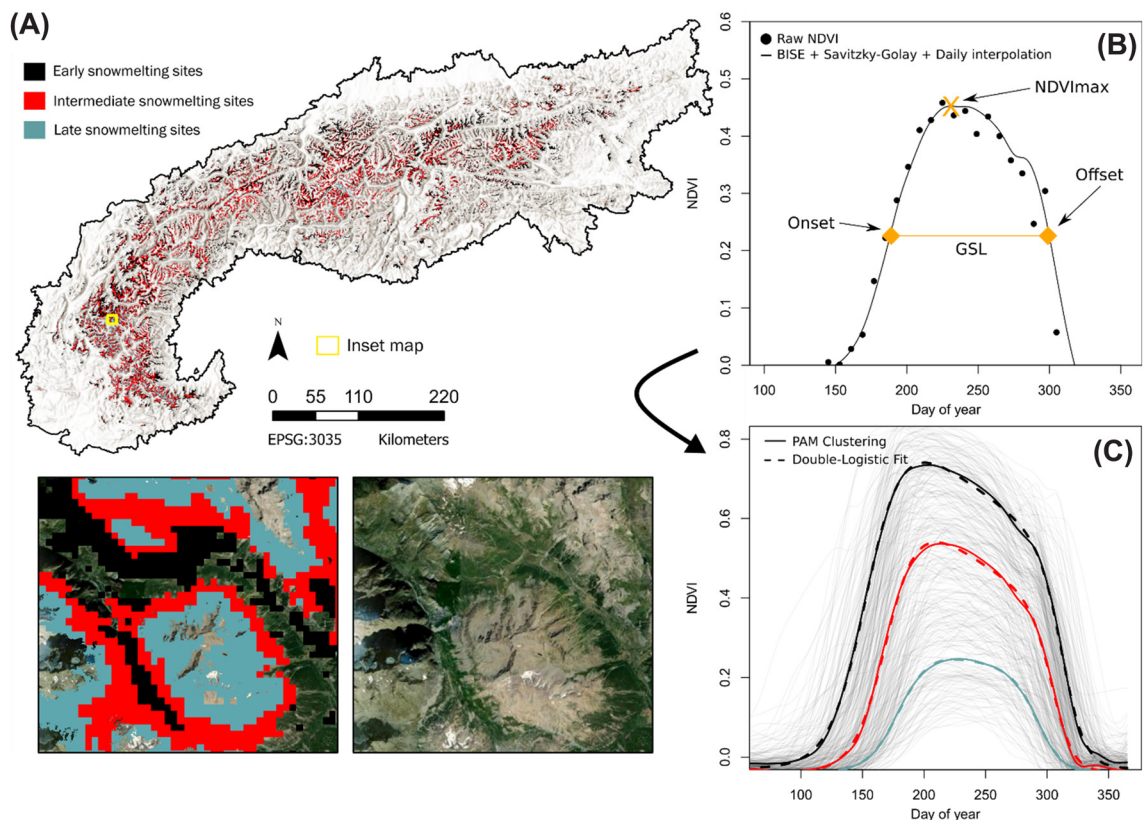 (A)
Early snowmelting sites
Intermediate snowmelting sites
Late snowmelting sites
N
Inset map
0 55 110 220
EPSG:3035 Kilometers
(B)
Raw NDVI
BISE + Savitzky-Golay + Daily interpolation
NDVImax
Onset
Offset
GSL
NDVI
0.6
0.5
0.4
0.3
0.2
0.1
0.0
100 150 200 250 300 350
Day of year
(C)
PAM Clustering
Double-Logistic Fit
NDVI
0.8
0.6
0.4
0.2
0.0
100 150 200 250 300 350
Day of year